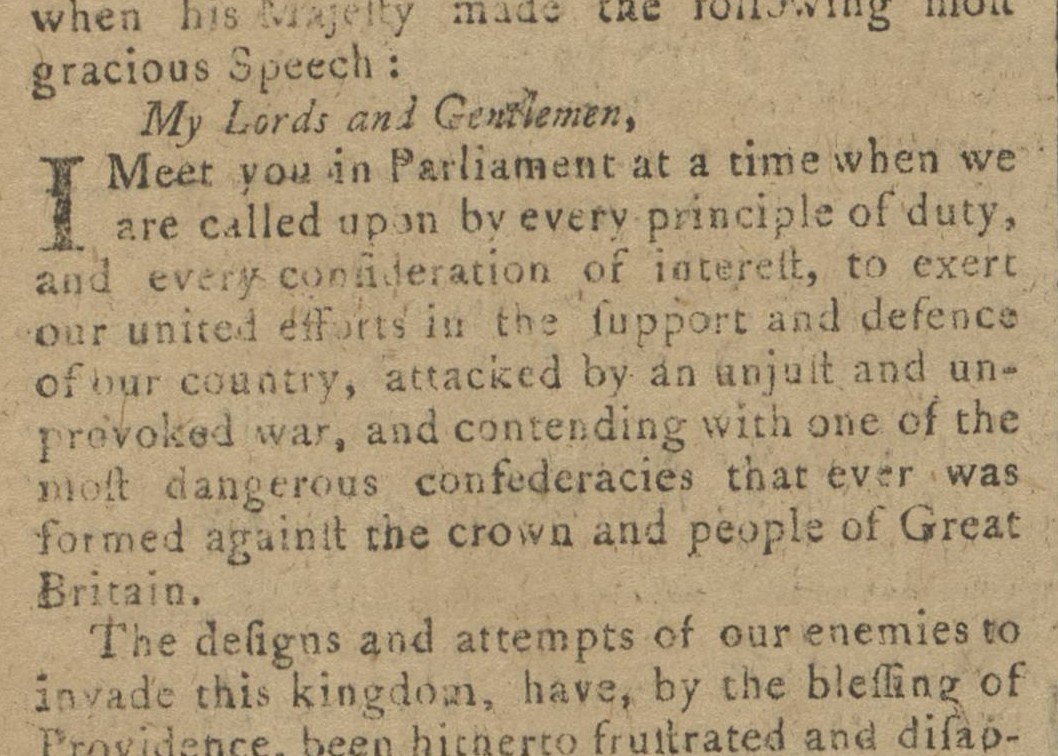 when his Majeſty made the following moſt
gracious Speech :
My Lords and Gentlemen,
I Meet you in Parliament at a time when we
are called upon by every principle of duty,
and every conſideration of intereſt, to exert
our united efforts in the ſupport and defence
of our country, attacked by an unjuſt and un-
provoked war, and contending with one of the
moſt dangerous confederacies that ever was
formed againſt the crown and people of Great
Britain.
The deſigns and attempts of our enemies to
invade this kingdom, have, by the bleſſing of
Providence, been hitherto fruſtrated and diſap-